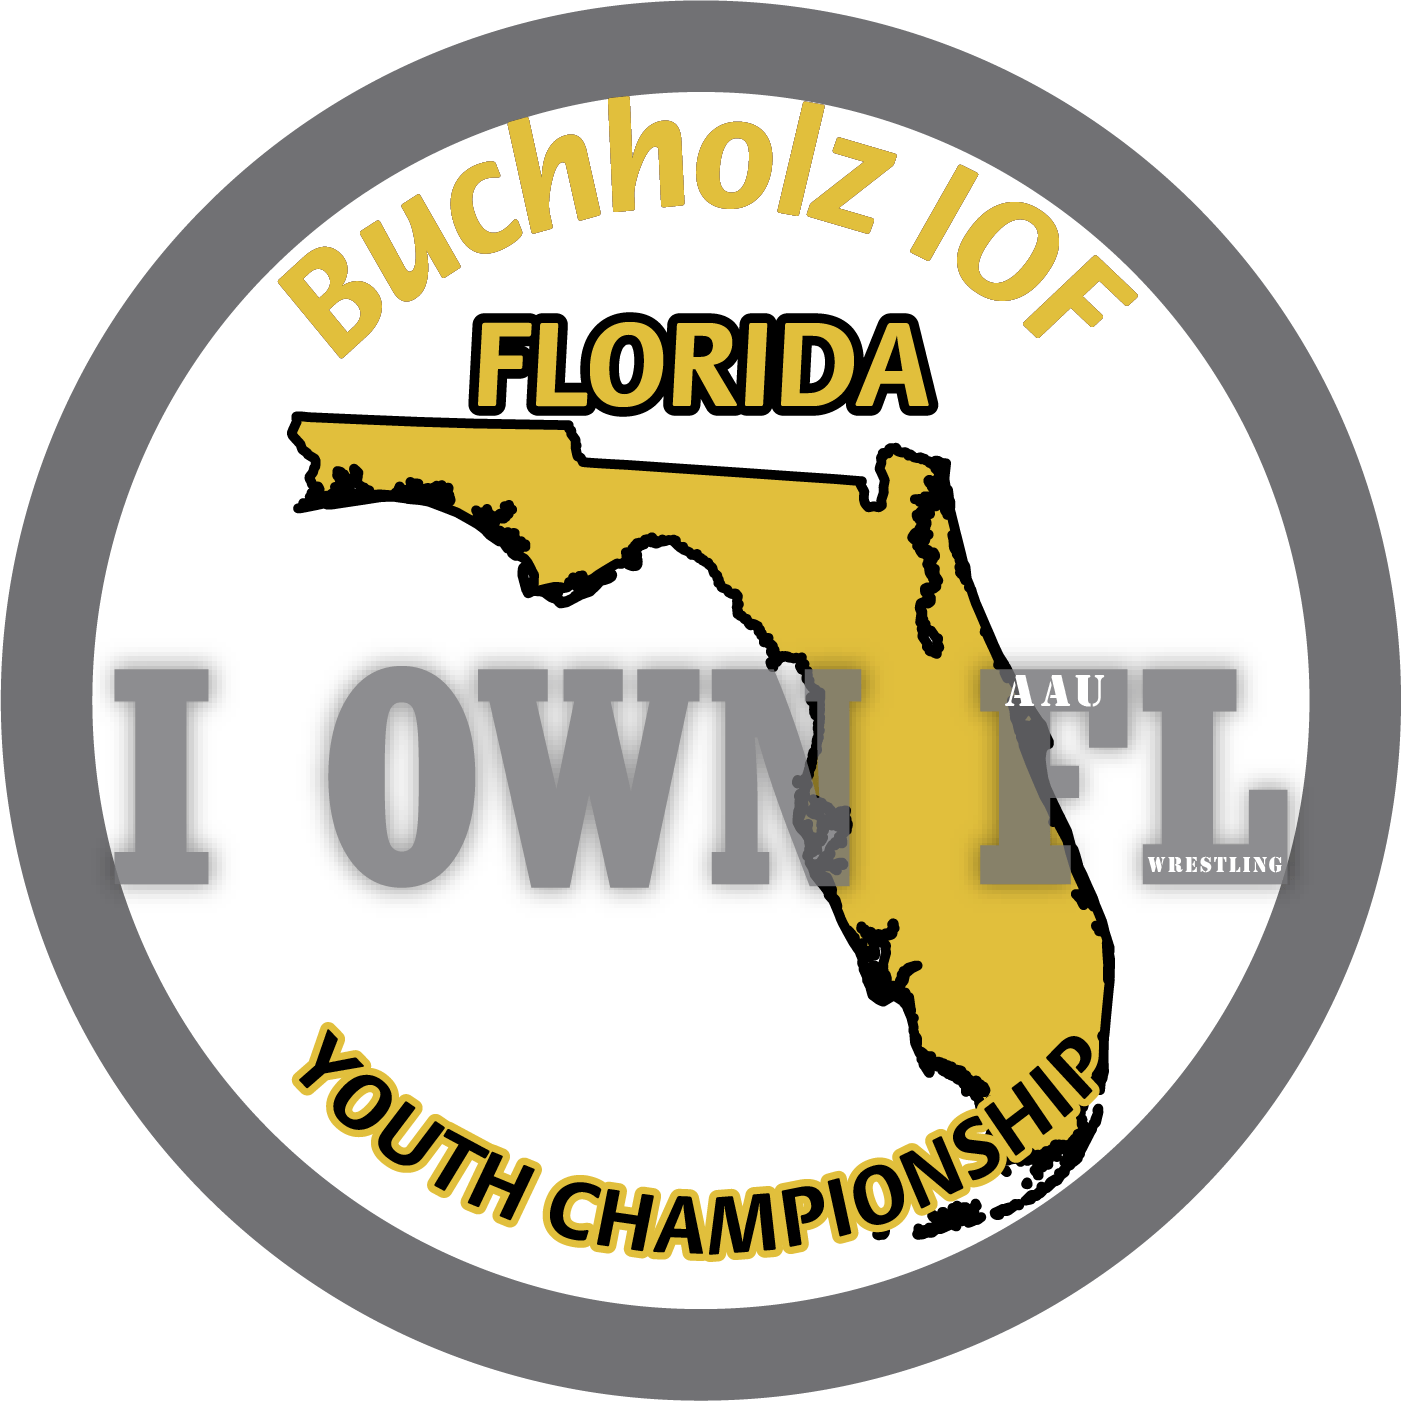 Buchholz IOF
FLORIDA
I OWN FL
AAU
WRESTLING
YOUTH CHAMPIONSHIP